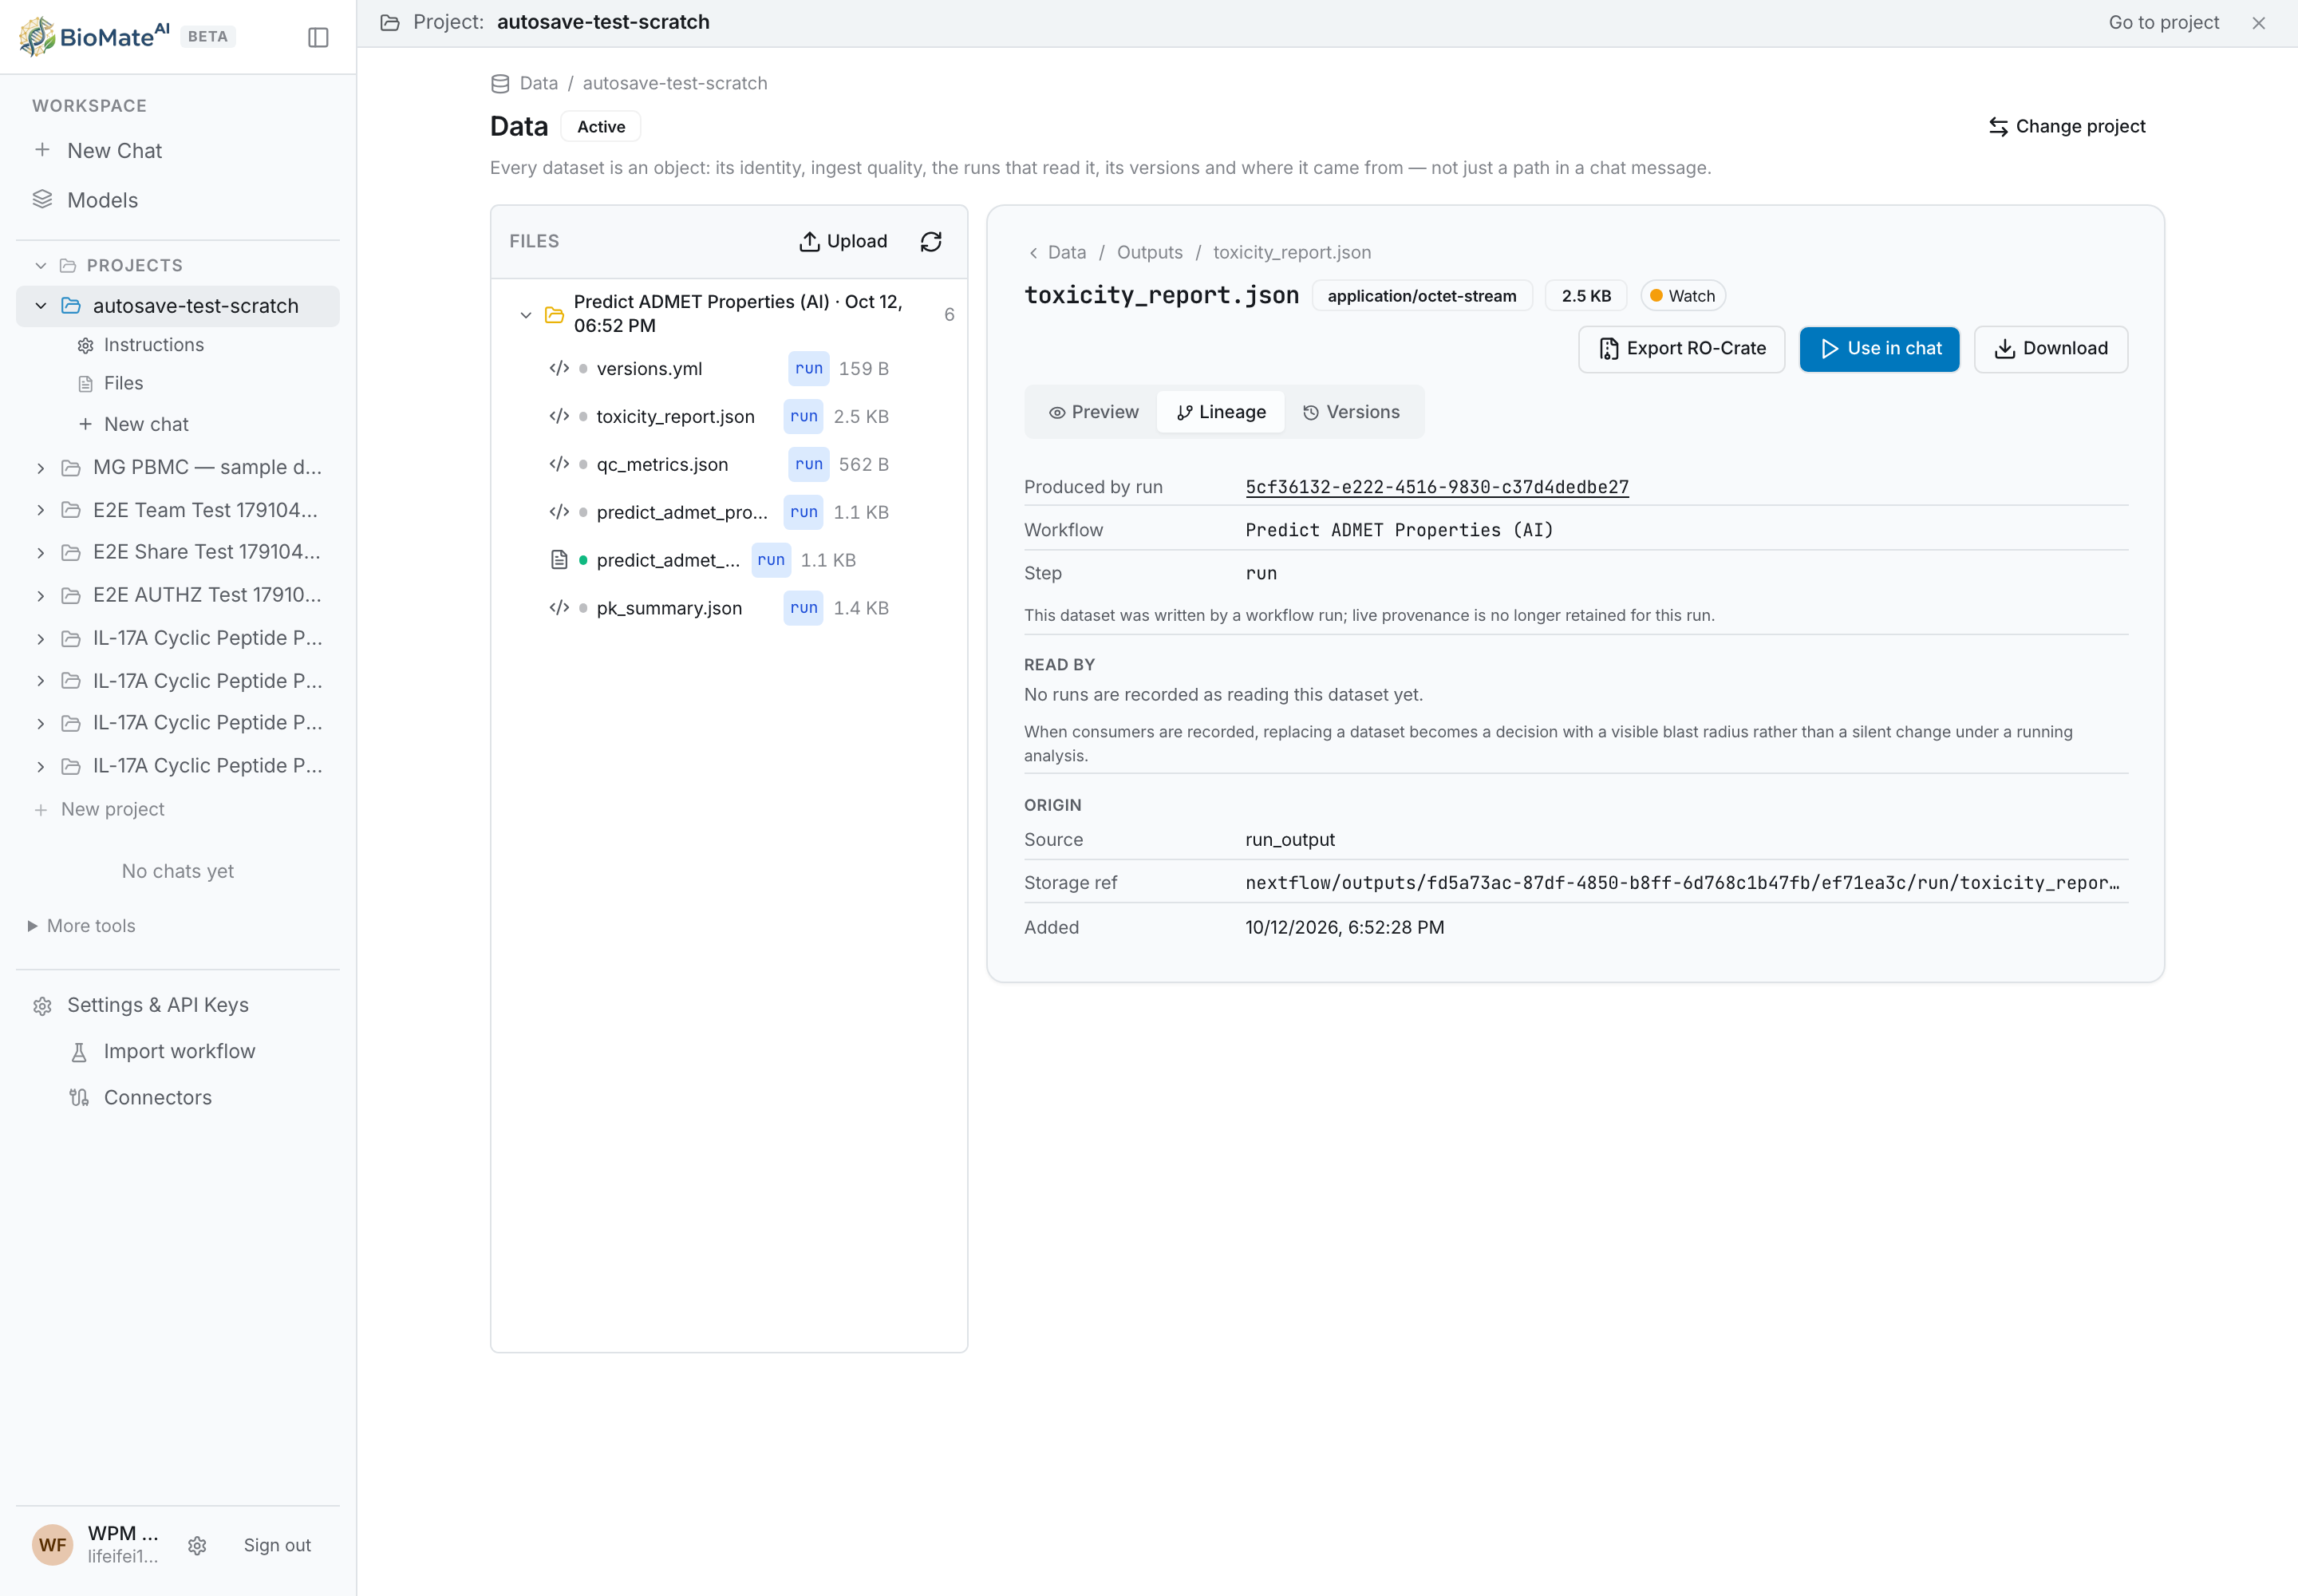 BioMate AI BETA
WORKSPACE
New Chat
Models
PROJECTS
autosave-test-scratch
Instructions
Files
New chat
MG PBMC — sample d...
E2E Team Test 179104...
E2E Share Test 179104...
E2E AUTHZ Test 17910...
IL-17A Cyclic Peptide P...
IL-17A Cyclic Peptide P...
IL-17A Cyclic Peptide P...
IL-17A Cyclic Peptide P...
New project
No chats yet
More tools
Settings & API Keys
Import workflow
Connectors
WF
WPM ...
lifeifei1...
Sign out
Project: autosave-test-scratch
Go to project
Data / autosave-test-scratch
Data Active
Change project
Every dataset is an object: its identity, ingest quality, the runs that read it, its versions and where it came from — not just a path in a chat message.
FILES
Upload
Predict ADMET Properties (AI) · Oct 12,
06:52 PM
6
versions.yml run 159 B
toxicity_report.json run 2.5 KB
qc_metrics.json run 562 B
predict_admet_pro... run 1.1 KB
predict_admet_... run 1.1 KB
pk_summary.json run 1.4 KB
Data / Outputs / toxicity_report.json
toxicity_report.json application/octet-stream 2.5 KB Watch
Export RO-Crate
Use in chat
Download
Preview
Lineage
Versions
Produced by run 5cf36132-e222-4516-9830-c37d4dedbe27
Workflow Predict ADMET Properties (AI)
Step run
This dataset was written by a workflow run; live provenance is no longer retained for this run.
READ BY
No runs are recorded as reading this dataset yet.
When consumers are recorded, replacing a dataset becomes a decision with a visible blast radius rather than a silent change under a running
analysis.
ORIGIN
Source run_output
Storage ref nextflow/outputs/fd5a73ac-87df-4850-b8ff-6d768c1b47fb/ef71ea3c/run/toxicity_repor…
Added 10/12/2026, 6:52:28 PM